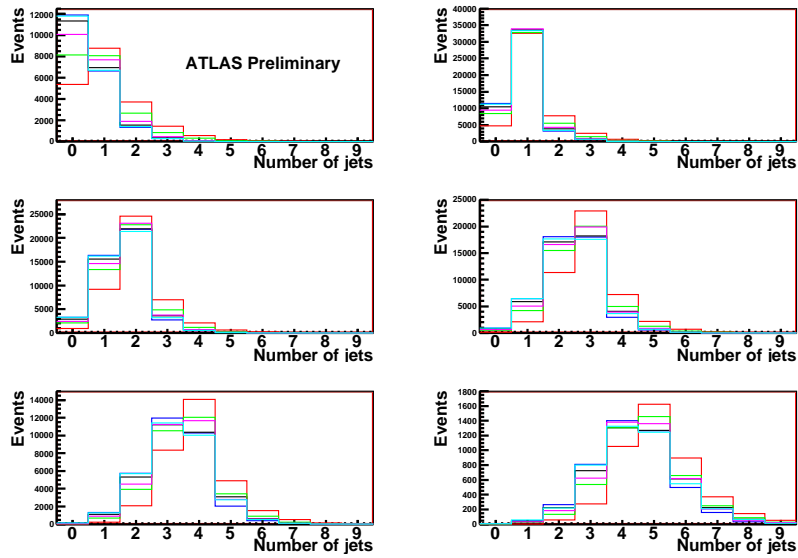 12000
10000
8000
6000
4000
2000
0
Events
ATLAS Preliminary
0 1 2 3 4 5 6 7 8 9
Number of jets
40000
35000
30000
25000
20000
15000
10000
5000
0
Events
0 1 2 3 4 5 6 7 8 9
Number of jets
25000
20000
15000
10000
5000
0
Events
0 1 2 3 4 5 6 7 8 9
Number of jets
25000
20000
15000
10000
5000
0
Events
0 1 2 3 4 5 6 7 8 9
Number of jets
14000
12000
10000
8000
6000
4000
2000
0
Events
0 1 2 3 4 5 6 7 8 9
Number of jets
1800
1600
1400
1200
1000
800
600
400
200
0
Events
0 1 2 3 4 5 6 7 8 9
Number of jets